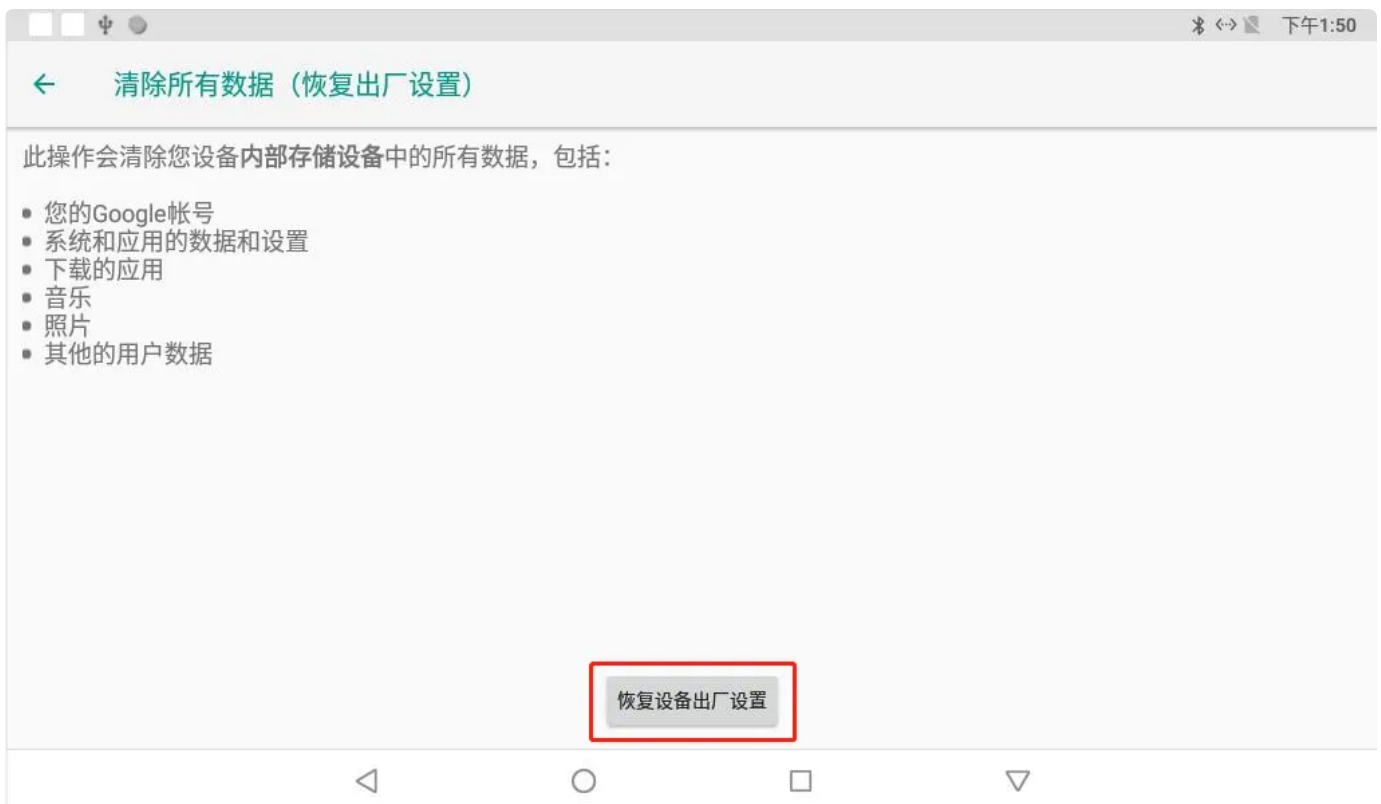 下午1:50
清除所有数据（恢复出厂设置）
此操作会清除您设备内部存储设备中的所有数据，包括：
• 您的Google帐号
• 系统和应用的数据和设置
• 下载的应用
• 音乐
• 照片
• 其他的用户数据
恢复设备出厂设置